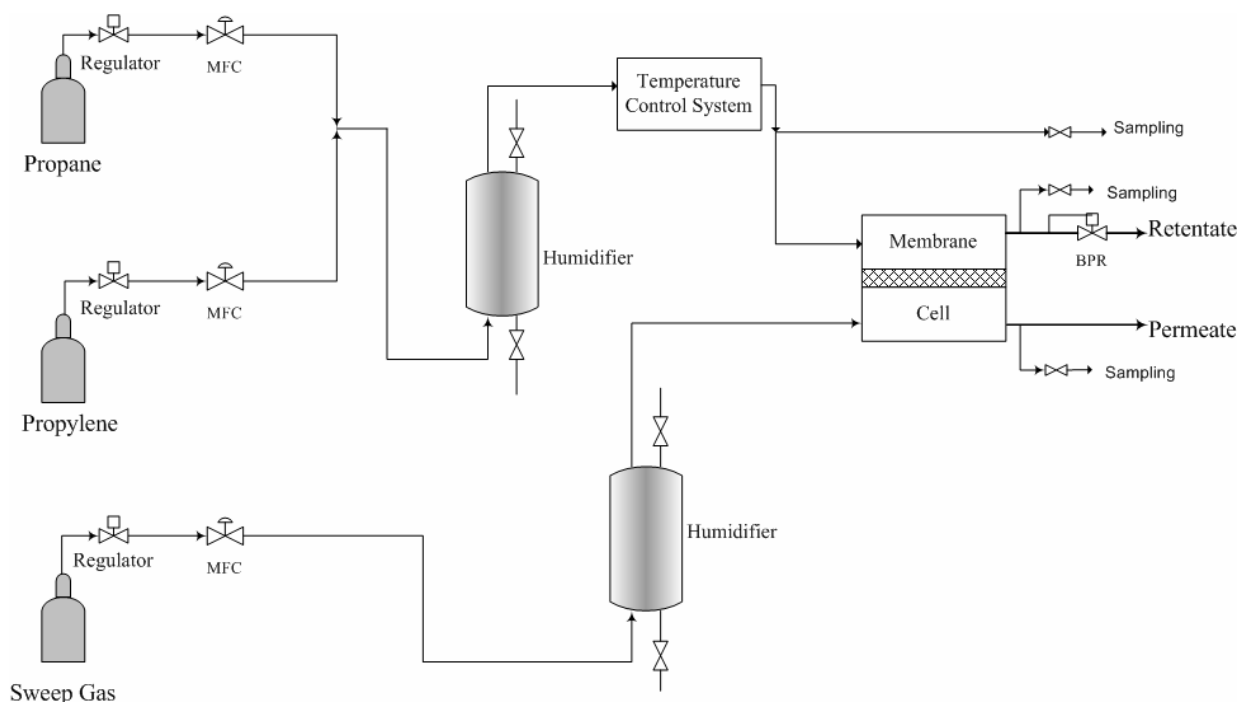 Regulator
MFC
Propane
Temperature
Control System
Sampling
Sampling
Humidifier
Membrane
Retentate
BPR
Regulator
MFC
Cell
Permeate
Sampling
Propylene
Humidifier
Regulator
MFC
Sweep Gas